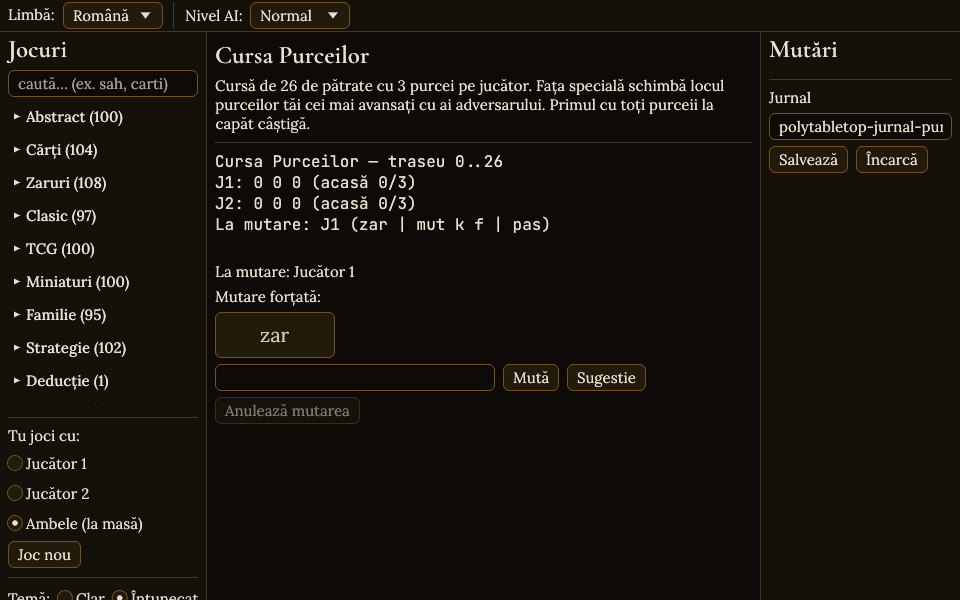 Limbă: Română ▼ Nivel AI: Normal ▼
Jocuri
caută... (ex. sah, carti)
▸ Abstract (100)
▸ Cărți (104)
▸ Zaruri (108)
▸ Clasic (97)
▸ TCG (100)
▸ Miniaturi (100)
▸ Familie (95)
▸ Strategie (102)
▸ Deducție (1)
Tu joci cu:
Jucător 1
Jucător 2
Ambele (la masă)
Joc nou
Temă: Clar Întunecat
Cursa Purceilor
Cursă de 26 de pătrate cu 3 purcei pe jucător. Fața specială schimbă locul
purceilor tăi cei mai avansați cu ai adversarului. Primul cu toți purceii la
capăt câștigă.
Cursa Purceilor — traseu 0..26
J1: 0 0 0 (acasă 0/3)
J2: 0 0 0 (acasă 0/3)
La mutare: J1 (zar | mut k f | pas)
La mutare: Jucător 1
Mutare forțată:
zar
Mută Sugestie
Anulează mutarea
Mutări
Jurnal
polytabletop-jurnal-pur
Salvează Încarcă